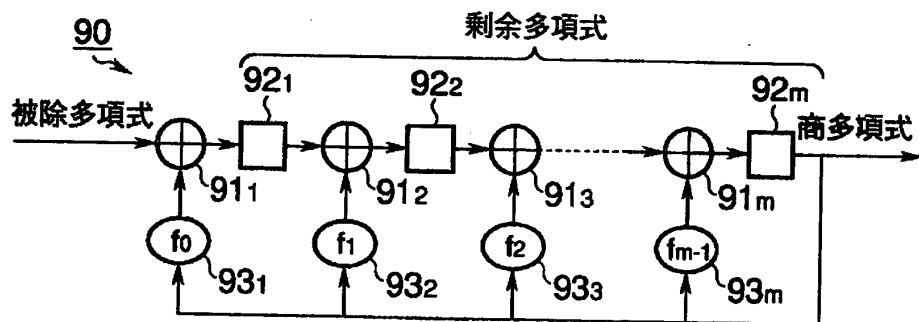 90
剰余多項式
被除多項式
92₁
92₂
92ₘ
商多項式
91₁
91₂
91₃
91ₘ
f₀
f₁
f₂
fₘ₋₁
93₁
93₂
93₃
93ₘ